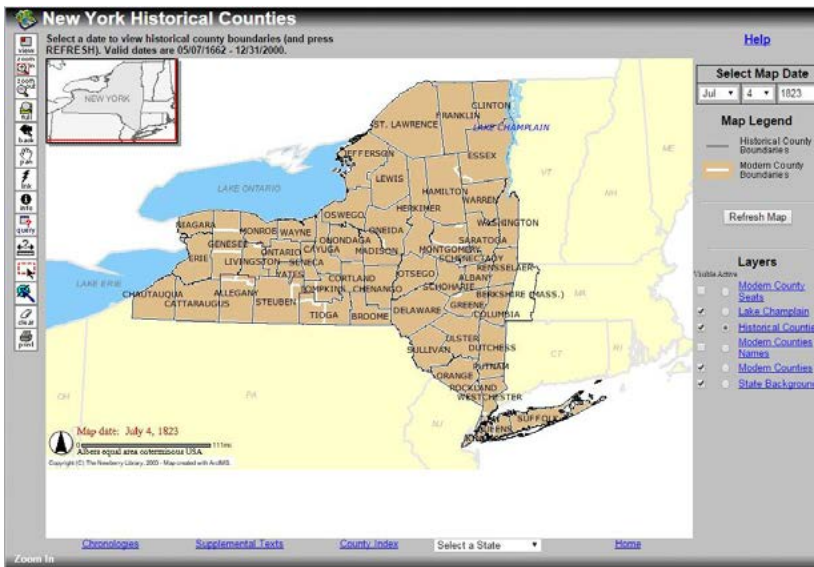 New York Historical Counties
Select a date to view historical county boundaries (and press
REFRESH). Valid dates are 05/07/1662 - 12/31/2000.
Help
view
zoom in
zoom out
full
back
pan
link
info
query
clear
print
NEW YORK
Select Map Date
Jul 4 1823
Map Legend
Historical County
Boundaries
Modern County
Boundaries
Refresh Map
Layers
Visible Active
Modern County
Seats
Lake Champlain
Historical Countie
Modern Counties
Names
Modern Counties
State Background
CLINTON
FRANKLIN
ST. LAWRENCE
LAKE CHAMPLAIN
ME
JEFFERSON
ESSEX
VT
LEWIS
NH
LAKE ONTARIO
HAMILTON
WARREN
HERKIMER
OSWEGO
WASHINGTON
NIAGARA
MONROE
WAYNE
ONEIDA
GENESEE
ONONDAGA
SARATOGA
ONTARIO
CAYUGA
MADISON
MONTGOMERY
ERIE
LIVINGSTON
SENECA
SCHENECTADY
YATES
RENSSELAER
LAKE ERIE
CORTLAND
OTSEGO
ALBANY
CHAUTAUQUA
ALLEGANY
TOMPKINS
CHENANGO
SCHOHARIE
BERKSHIRE (MASS.)
MA
CATTARAUGUS
STEUBEN
GREENE
TIOGA
BROOME
DELAWARE
COLUMBIA
ULSTER
SULLIVAN
DUTCHESS
CT
RI
PUTNAM
ORANGE
OH
PA
ROCKLAND
WESTCHESTER
NJ
SUFFOLK
QUEENS
Map date: July 4, 1823
0 111mi.
Albers equal area coterminous USA
Copyright (C) The Newberry Library, 2003 - Map created with ArcIMS.
Chronologies
Supplemental Texts
County Index
Select a State
Home
Zoom In